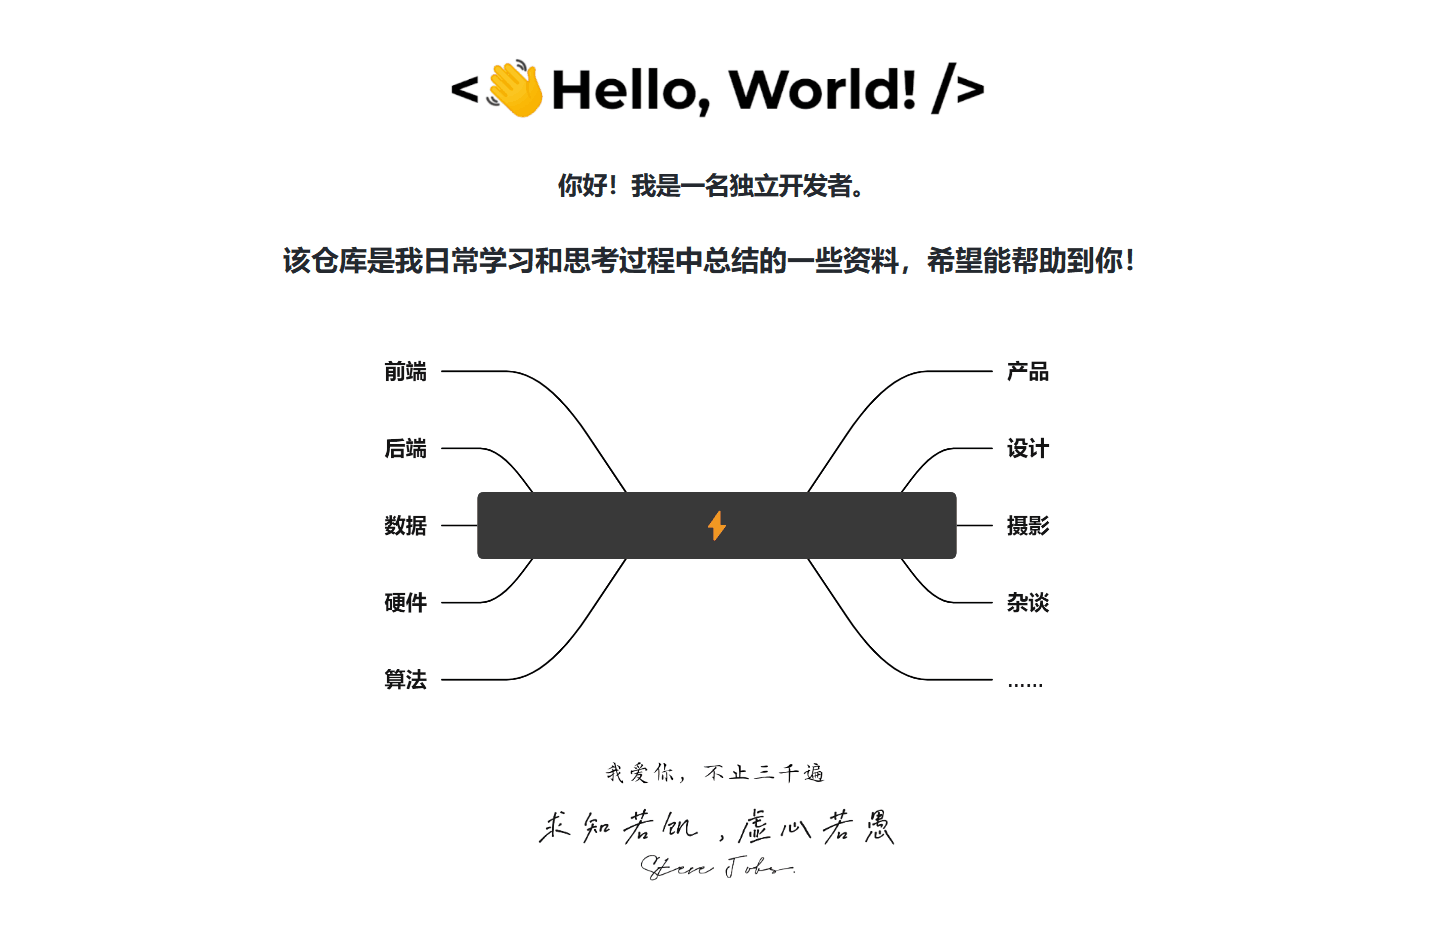 <👋Hello, World! />
你好！我是一名独立开发者。
该仓库是我日常学习和思考过程中总结的一些资料，希望能帮助到你！
前端
后端
数据
硬件
算法
产品
设计
摄影
杂谈
……
我爱你，不止三千遍
求知若饥，虚心若愚
Steve Jobs.